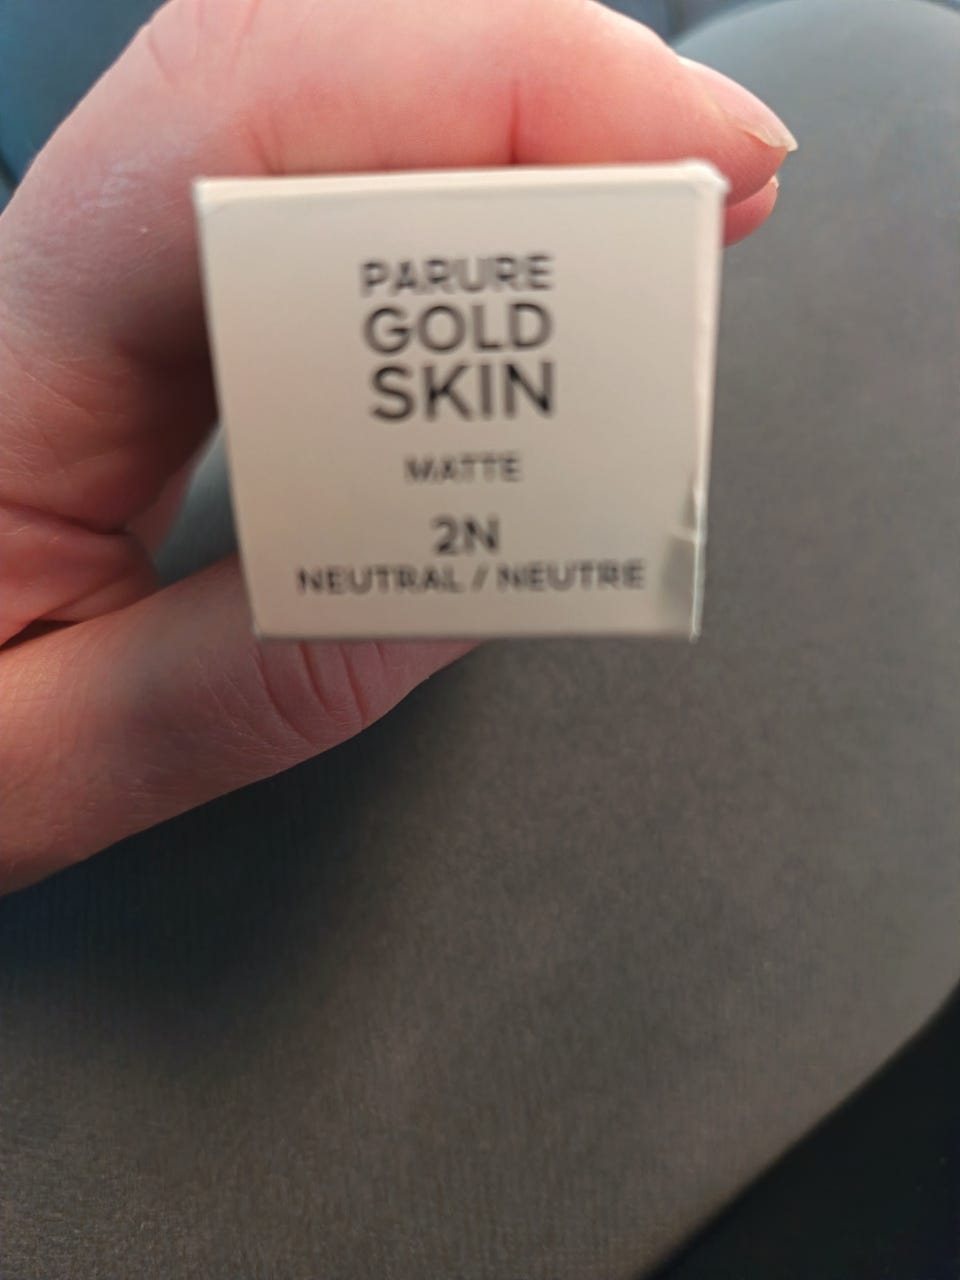 PARURE
GOLD
SKIN
MATTE
2N
NEUTRAL / NEUTRE